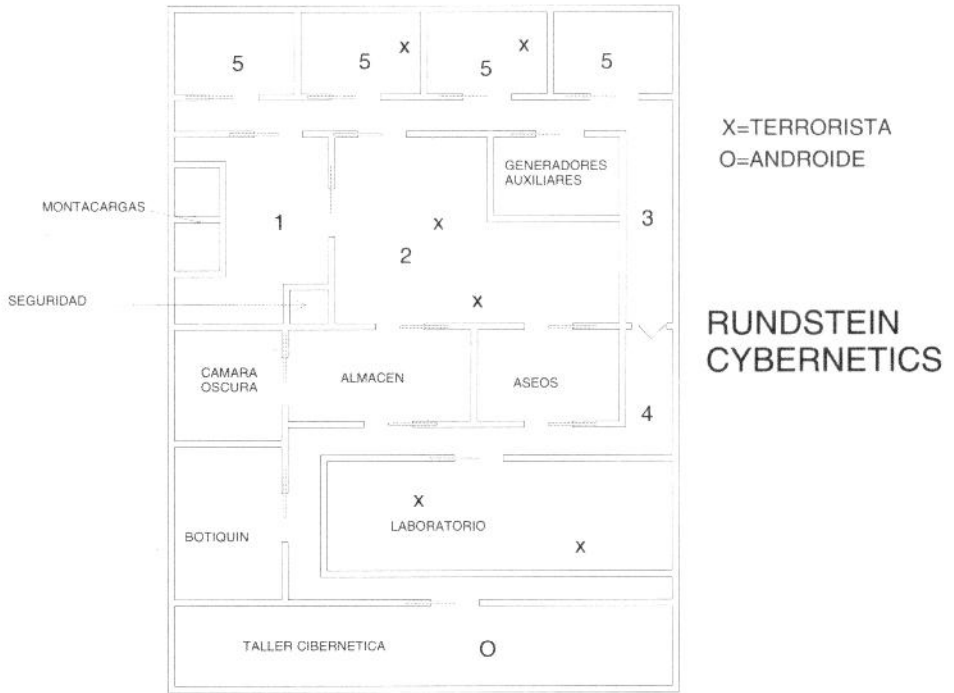 5
X
5
X
5
5
X=TERRORISTA
O=ANDROIDE
GENERADORES
AUXILIARES
MONTACARGAS
1
X
2
3
SEGURIDAD
X
RUNDSTEIN
CYBERNETICS
CAMARA
OSCURA
ALMACEN
ASEOS
4
X
LABORATORIO
X
BOTIQUIN
TALLER CIBERNETICA
O